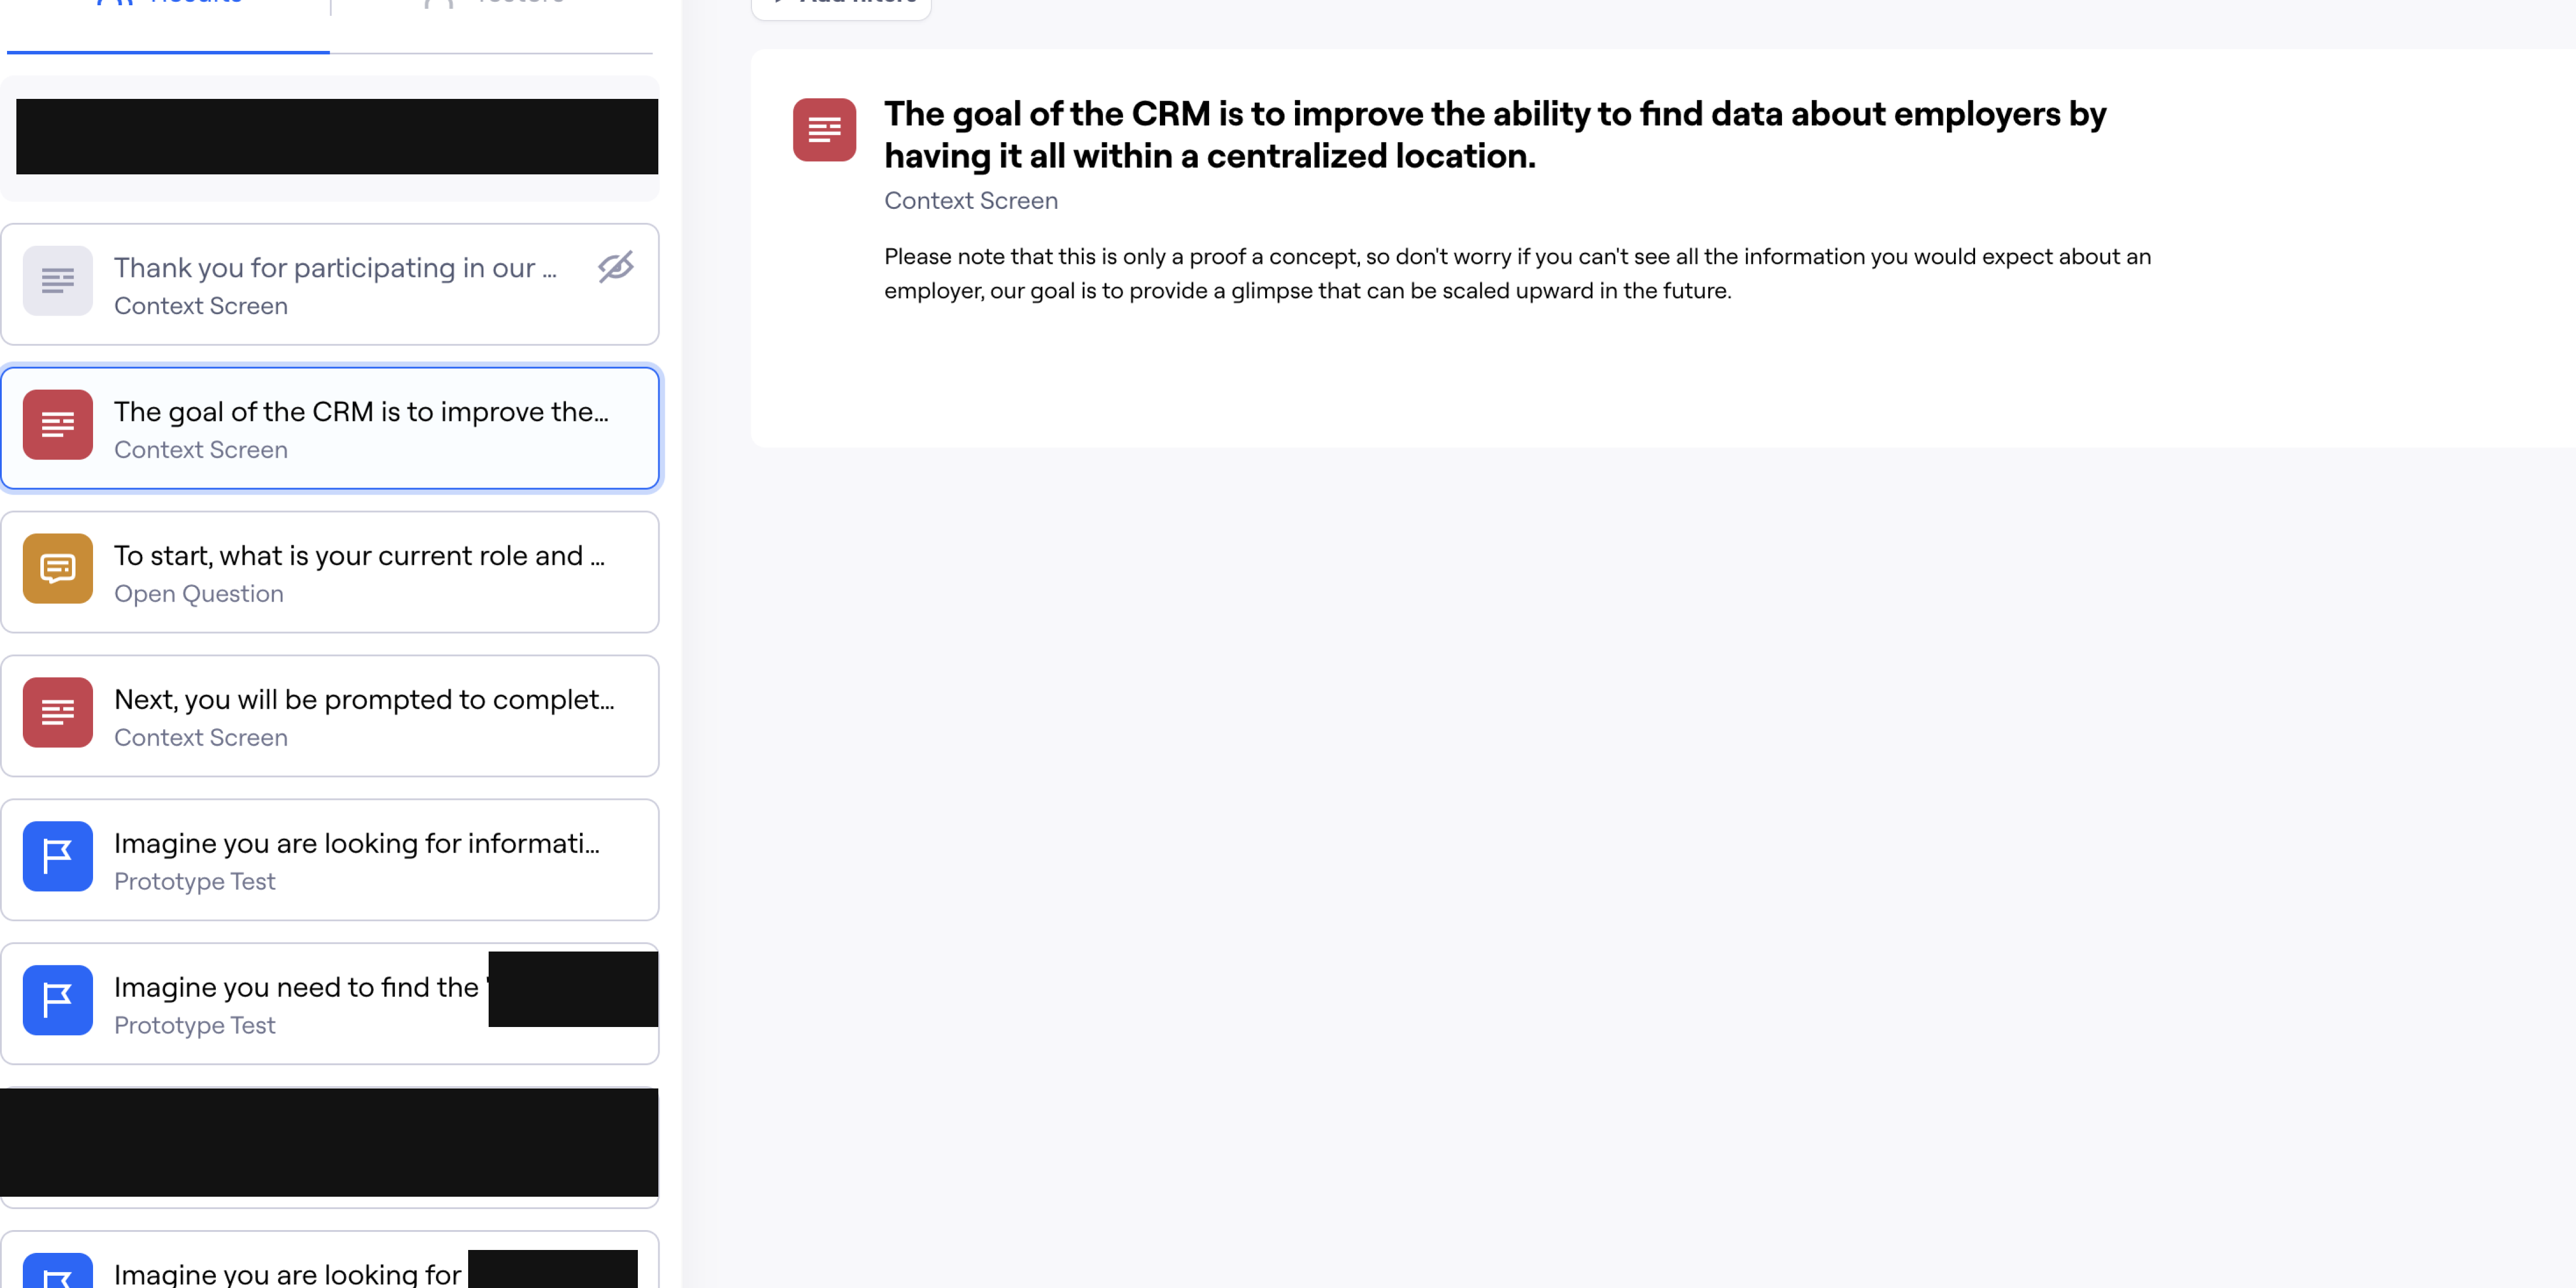 Results
Testers
Add filters
Thank you for participating in our ...
Context Screen
The goal of the CRM is to improve the...
Context Screen
To start, what is your current role and ...
Open Question
Next, you will be prompted to complet...
Context Screen
Imagine you are looking for informati...
Prototype Test
Imagine you need to find the '
Prototype Test
Imagine you are looking for
The goal of the CRM is to improve the ability to find data about employers by
having it all within a centralized location.
Context Screen
Please note that this is only a proof a concept, so don't worry if you can't see all the information you would expect about an
employer, our goal is to provide a glimpse that can be scaled upward in the future.